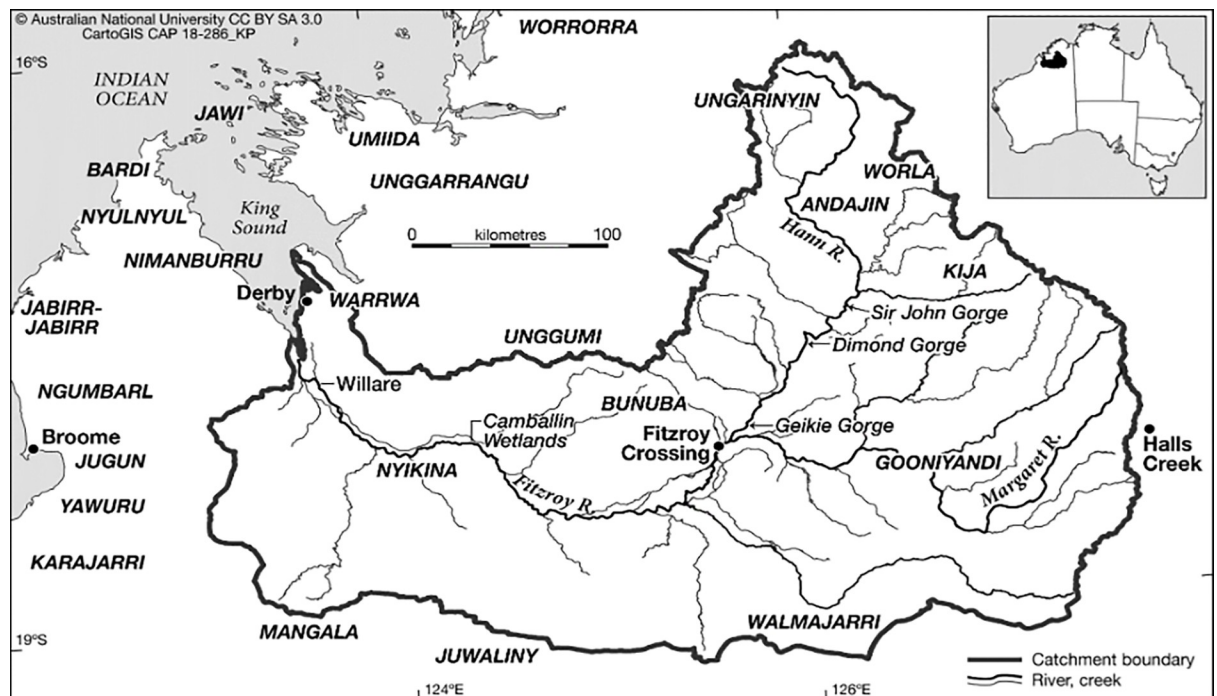 © Australian National University CC BY SA 3.0
CartoGIS CAP 18-286_KP
WORRORRA
16°S
INDIAN
OCEAN
JAWI
UNGARINYIN
UMIIDA
BARDI
WORLA
UNGGARRANGU
ANDAJIN
NYULNYUL
King
Sound
0 kilometres 100
Hann R.
NIMANBURRU
KIJA
Derby
WARRWA
JABIRR-
JABIRR
Sir John Gorge
UNGGUMI
Dimond Gorge
Willare
NGUMBARL
BUNUBA
Camballin
Wetlands
Geikie Gorge
Fitzroy
Crossing
Halls
Creek
Broome
JUGUN
NYIKINA
GOONIYANDI
Margaret R.
Fitzroy R.
YAWURU
KARAJARRI
WALMAJARRI
MANGALA
19°S
JUWALINY
Catchment boundary
River, creek
124°E
126°E